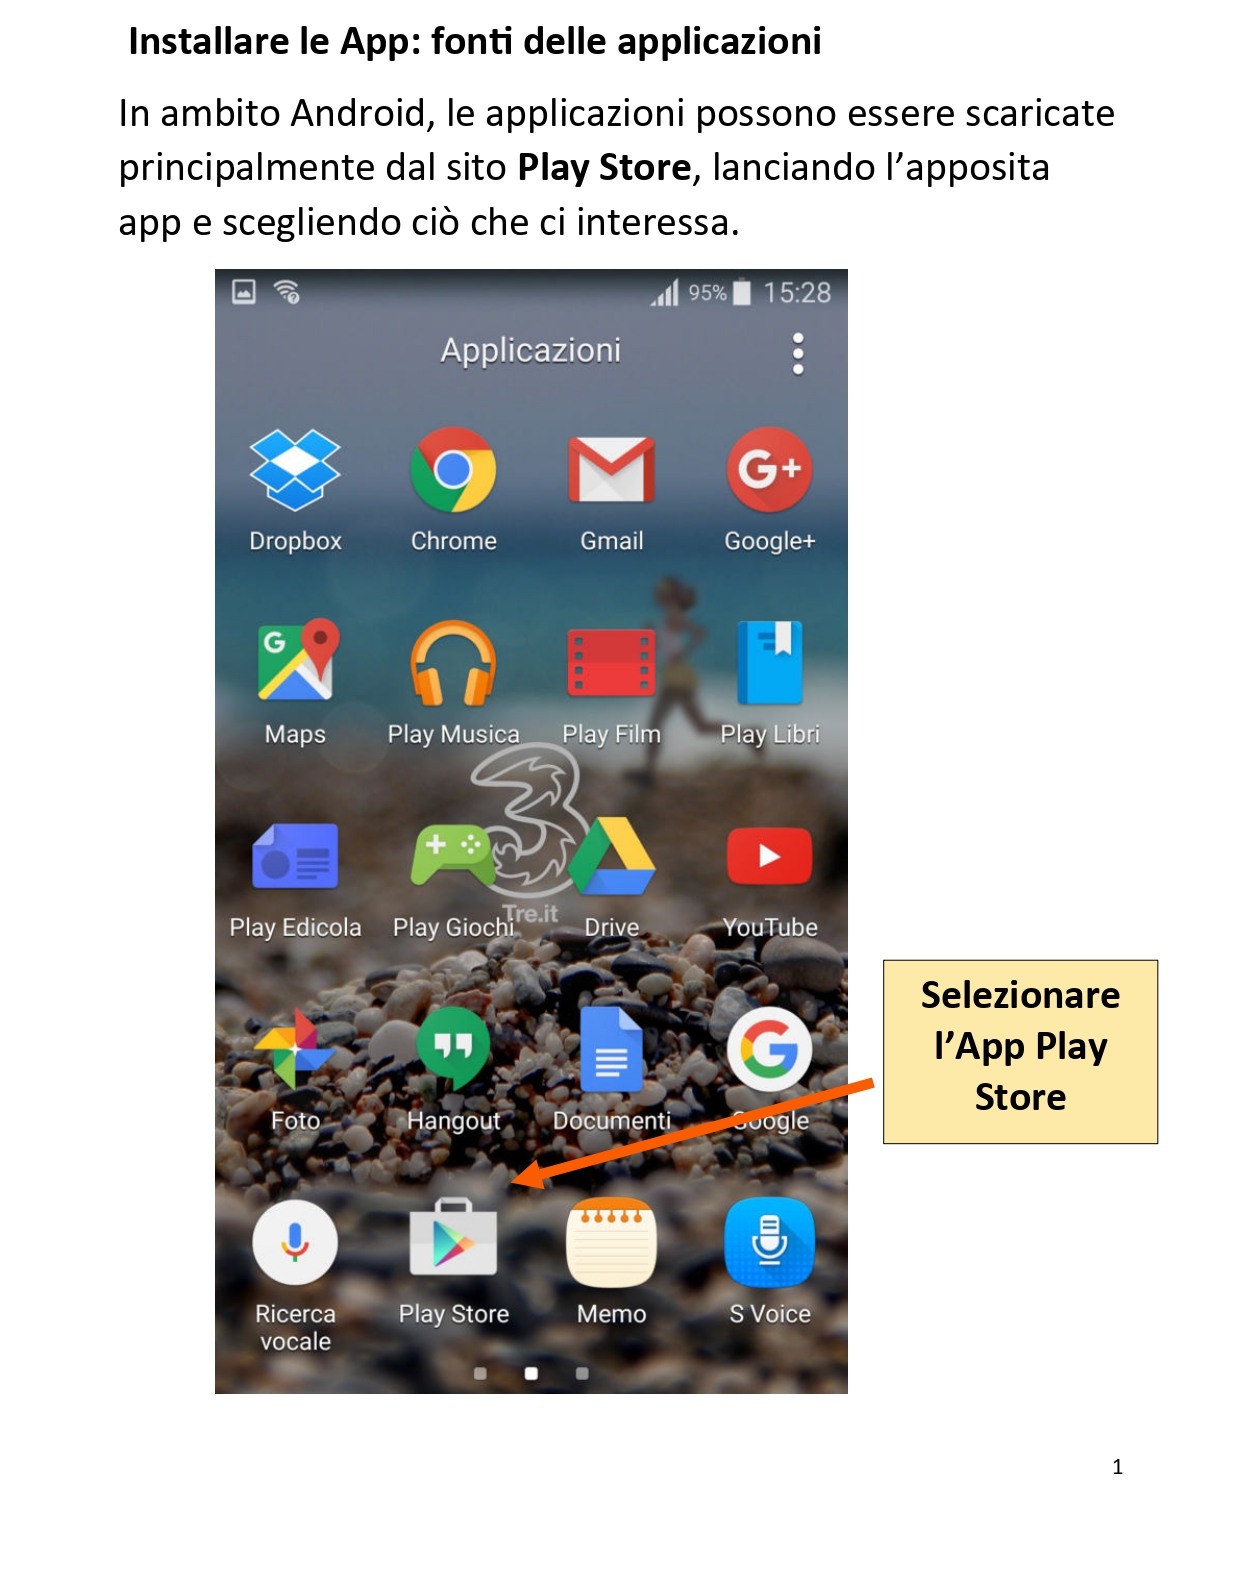 Installare le App: fonti delle applicazioni
In ambito Android, le applicazioni possono essere scaricate
principalmente dal sito Play Store, lanciando l’apposita
app e scegliendo ciò che ci interessa.
95% 15:28
Applicazioni
Dropbox Chrome Gmail Google+
Maps Play Musica Play Film Play Libri
Tre.it
Play Edicola Play Giochi Drive YouTube
Selezionare
l’App Play
Store
Foto Hangout Documenti Google
Ricerca
vocale
Play Store Memo S Voice
1